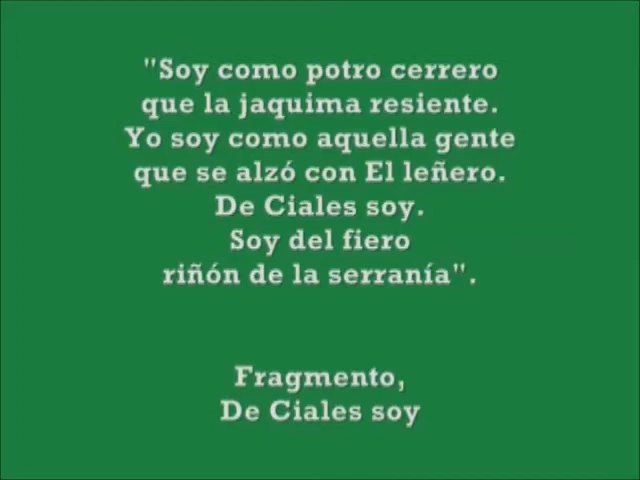 "Soy como potro cerrero
que la jaquima resiente.
Yo soy como aquella gente
que se alzó con El leñero.
De Ciales soy.
Soy del fiero
riñón de la serranía".
Fragmento,
De Ciales soy